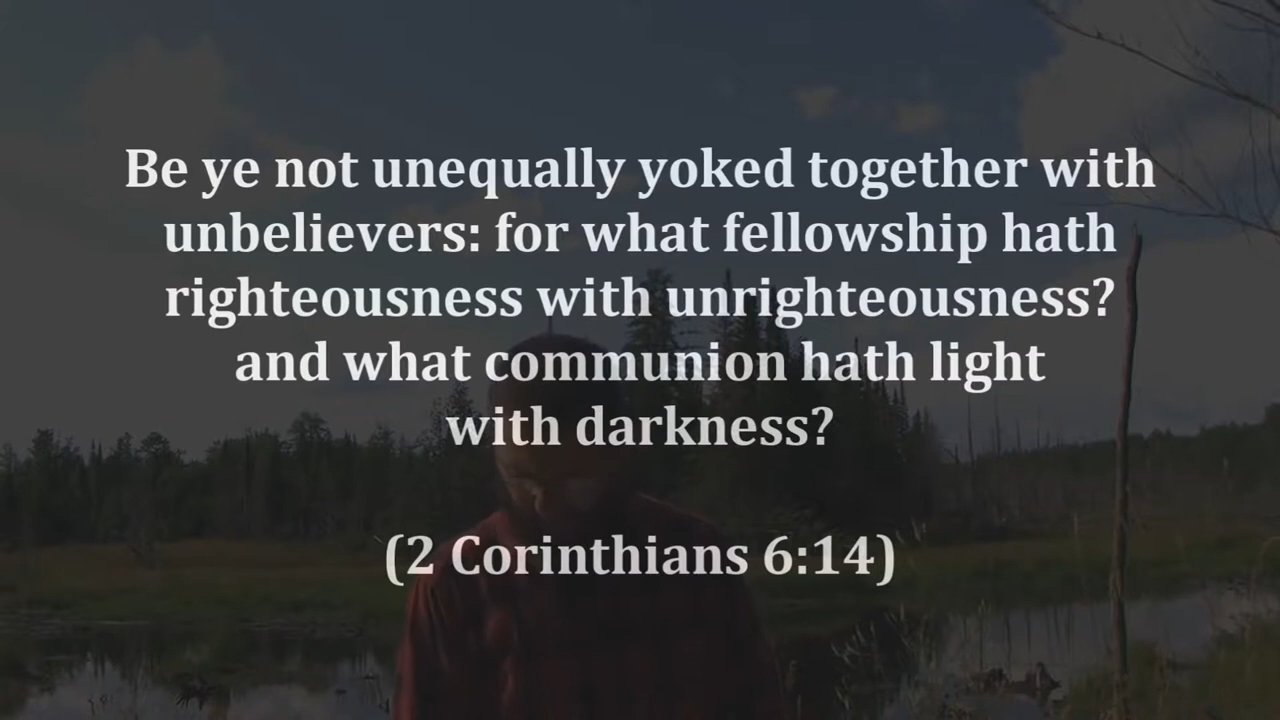 Be ye not unequally yoked together with
unbelievers: for what fellowship hath
righteousness with unrighteousness?
and what communion hath light
with darkness?
(2 Corinthians 6:14)